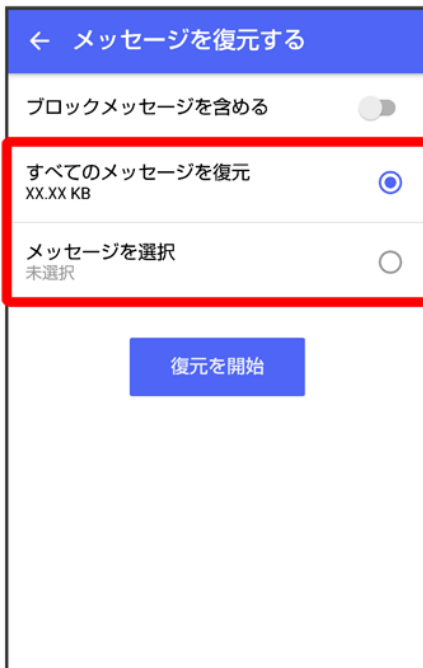 メッセージを復元する
ブロックメッセージを含める
すべてのメッセージを復元
XX.XX KB
メッセージを選択
未選択
復元を開始